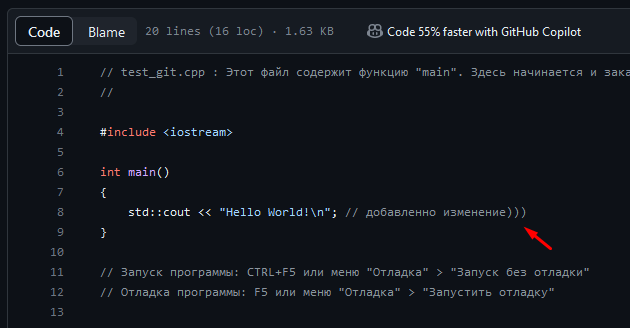 Code Blame 20 lines (16 loc) · 1.63 KB Code 55% faster with GitHub Copilot
1 // test_git.cpp : Этот файл содержит функцию "main". Здесь начинается и зака
2 //
3
4 #include <iostream>
5
6 int main()
7 {
8 std::cout << "Hello World!\n"; // добавленно изменение)))
9 }
10
11 // Запуск программы: CTRL+F5 или меню "Отладка" > "Запуск без отладки"
12 // Отладка программы: F5 или меню "Отладка" > "Запустить отладку"
13